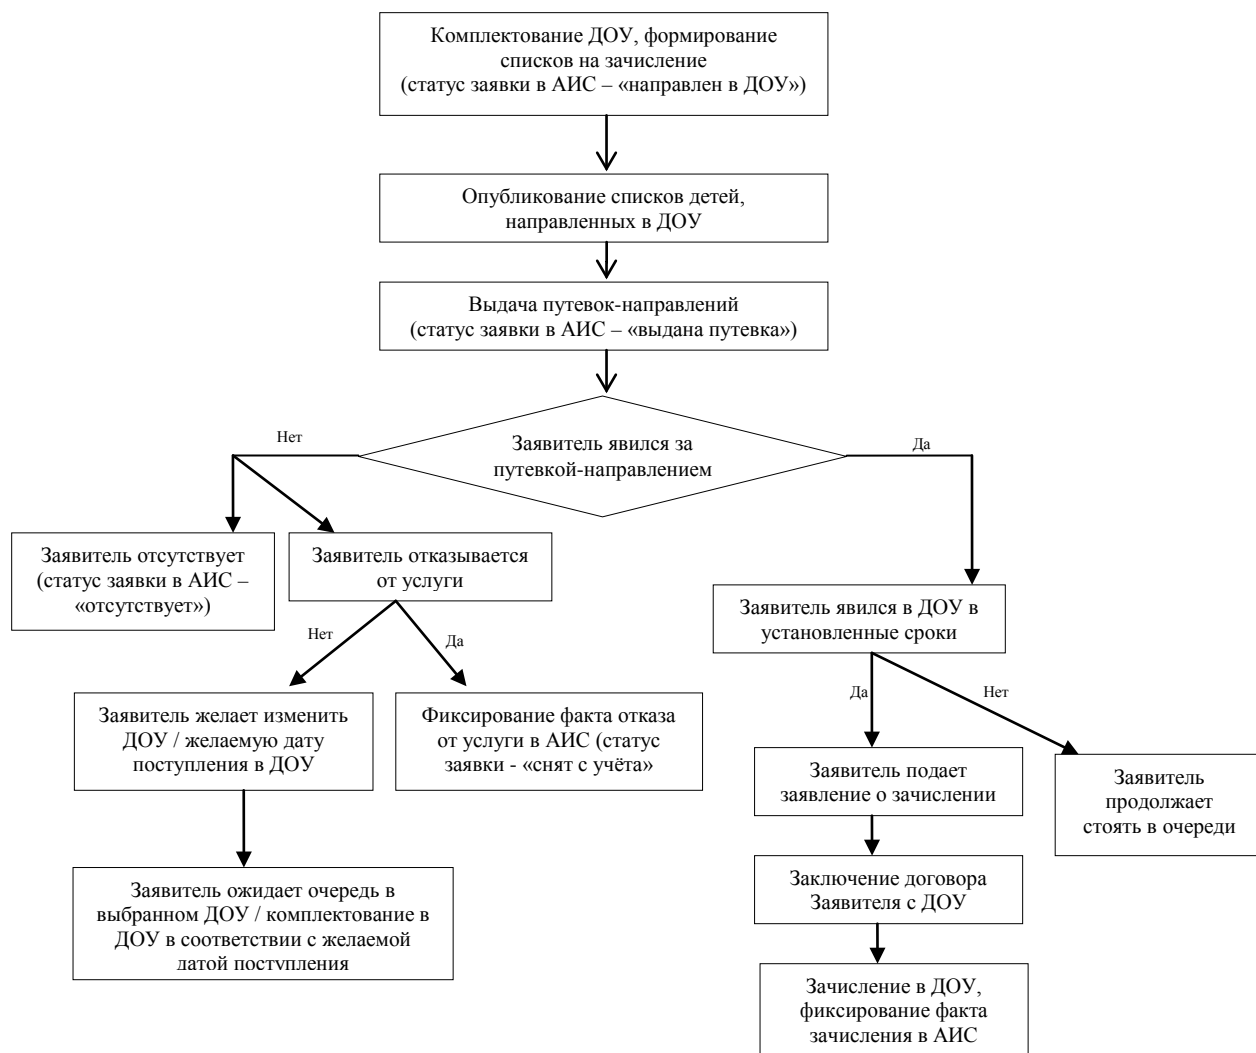 Комплектование ДОУ, формирование
списков на зачисление
(статус заявки в АИС – «направлен в ДОУ»)
Опубликование списков детей,
направленных в ДОУ
Выдача путевок-направлений
(статус заявки в АИС – «выдана путевка»)
Нет
Заявитель явился за
путевкой-направлением
Да
Заявитель отсутствует
(статус заявки в АИС –
«отсутствует»)
Заявитель отказывается
от услуги
Заявитель явился в ДОУ в
установленные сроки
Нет
Да
Да
Нет
Заявитель желает изменить
ДОУ / желаемую дату
поступления в ДОУ
Фиксирование факта отказа
от услуги в АИС (статус
заявки - «снят с учёта»
Заявитель подает
заявление о зачислении
Заявитель
продолжает
стоять в очереди
Заявитель ожидает очередь в
выбранном ДОУ / комплектование в
ДОУ в соответствии с желаемой
датой поступления
Заключение договора
Заявителя с ДОУ
Зачисление в ДОУ,
фиксирование факта
зачисления в АИС